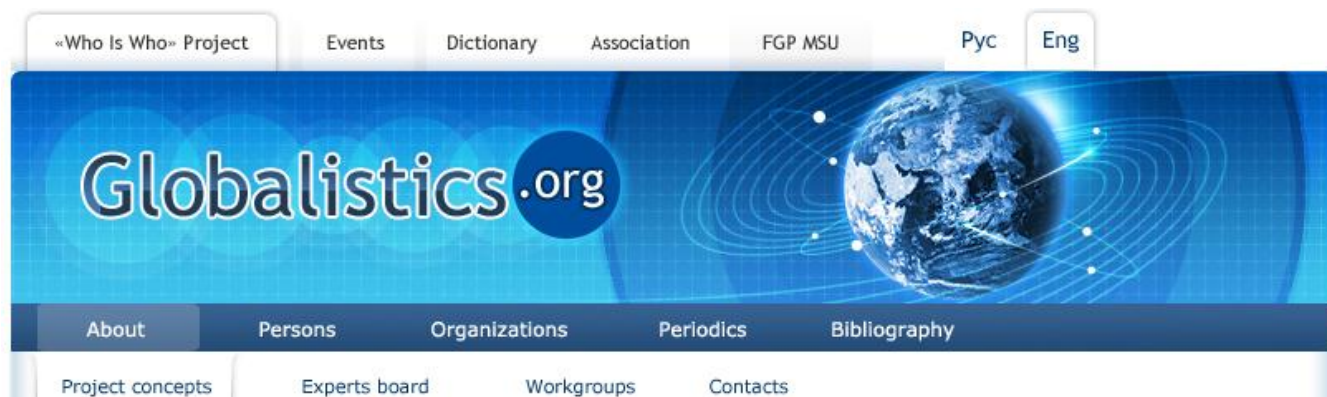 «Who Is Who» Project Events Dictionary Association FGP MSU Рус Eng
Globalistics.org
About Persons Organizations Periodics Bibliography
Project concepts Experts board Workgroups Contacts